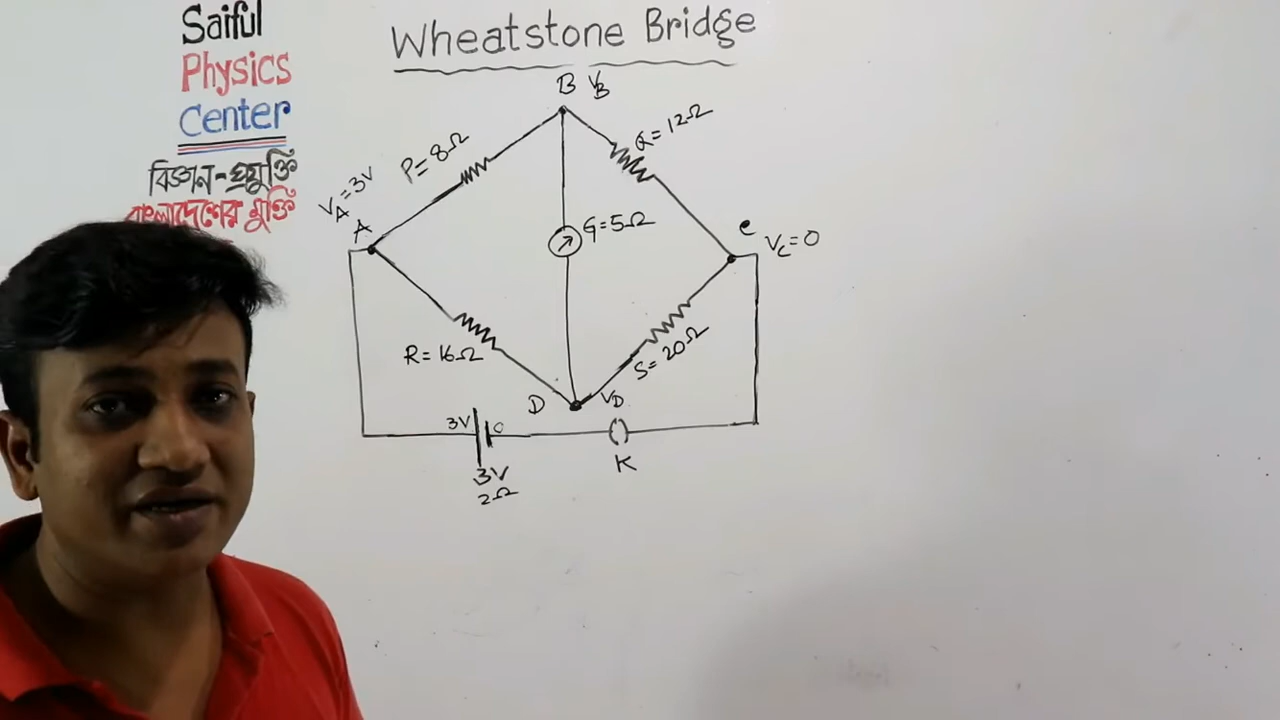 Saiful
Physics
Center
বিজ্ঞান-প্রযুক্তি
বাংলাদেশের মুক্তি
Wheatstone Bridge
B V_B
P=8Ω
Q=12Ω
V_A=3V
A
G=5Ω
C V_C=0
R=16Ω
S=20Ω
D V_D
3V 0
3V
2Ω
K